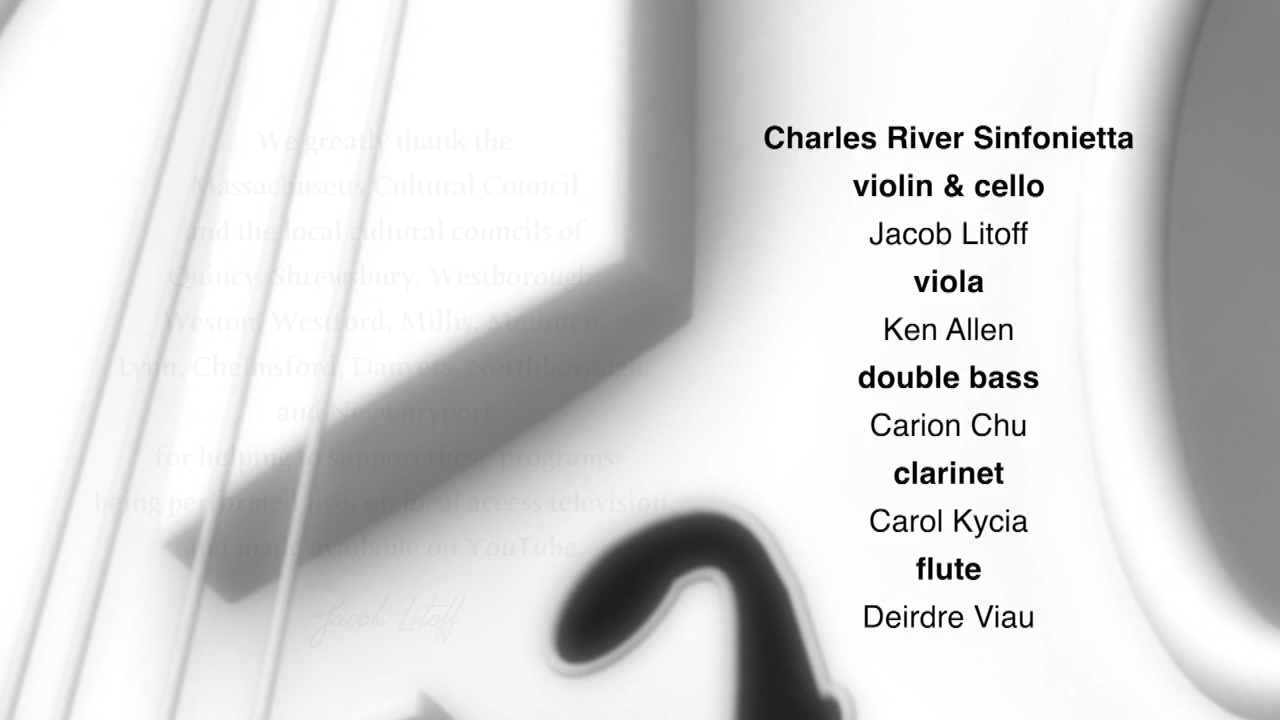 We greatly thank the
Massachusetts Cultural Council
and the local cultural councils of
Quincy, Shrewsbury, Westborough,
Weston, Westford, Millis, Methuen,
Lynn, Chelmsford, Danvers, Northborough,
and Newburyport
for helping to support these programs
being performed live, on local access television,
and made available on YouTube.
Jacob Litoff
Charles River Sinfonietta
violin & cello
Jacob Litoff
viola
Ken Allen
double bass
Carion Chu
clarinet
Carol Kycia
flute
Deirdre Viau